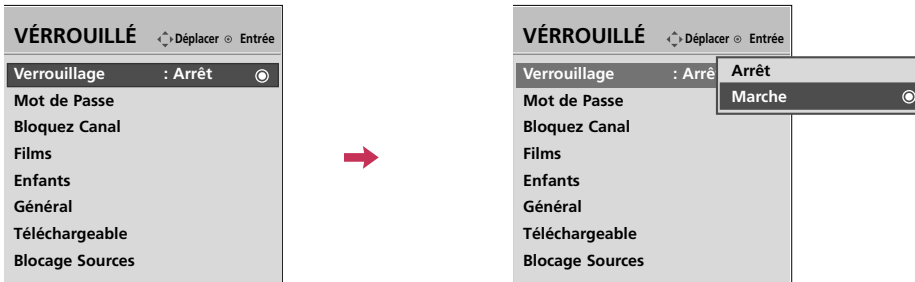 VÉRROUILLÉ Déplacer Entrée
Verrouillage : Arrêt
Mot de Passe
Bloquez Canal
Films
Enfants
Général
Téléchargeable
Blocage Sources
VÉRROUILLÉ Déplacer Entrée
Verrouillage : Arrê
Arrêt
Marche
Mot de Passe
Bloquez Canal
Films
Enfants
Général
Téléchargeable
Blocage Sources